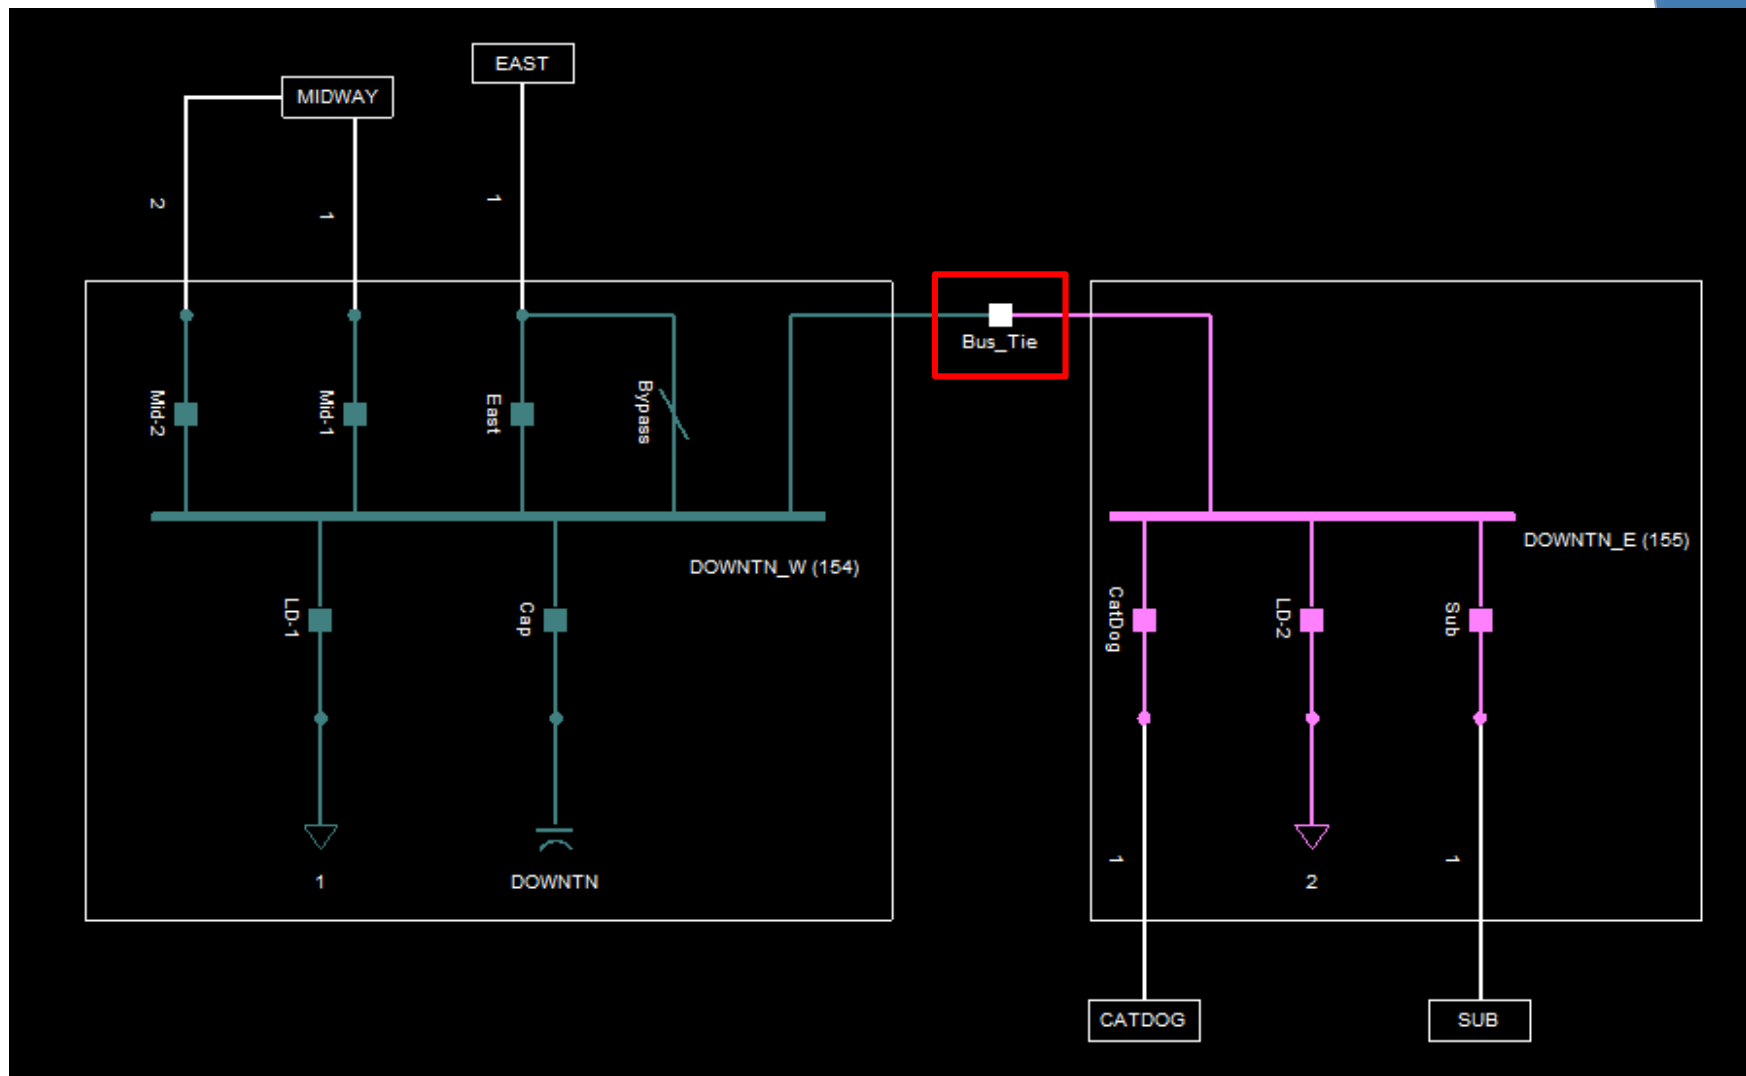 EAST
MIDWAY
2
1
1
Bus_Tie
Mid-2
Mid-1
East
Bypass
DOWNTN_E (155)
DOWNTN_W (154)
LD-1
Cap
CatDog
LD-2
Sub
1
1
1
DOWNTN
2
CATDOG
SUB